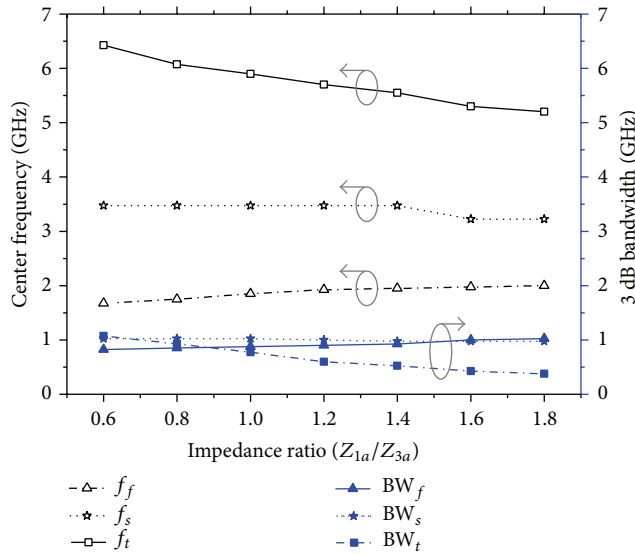 7
7
6
6
5
5
4
4
3
3
2
2
1
1
0
0
Center frequency (GHz)
3 dB bandwidth (GHz)
0.6 0.8 1.0 1.2 1.4 1.6 1.8
Impedance ratio (Z1a/Z3a)
ff
BWf
fs
BWs
ft
BWt